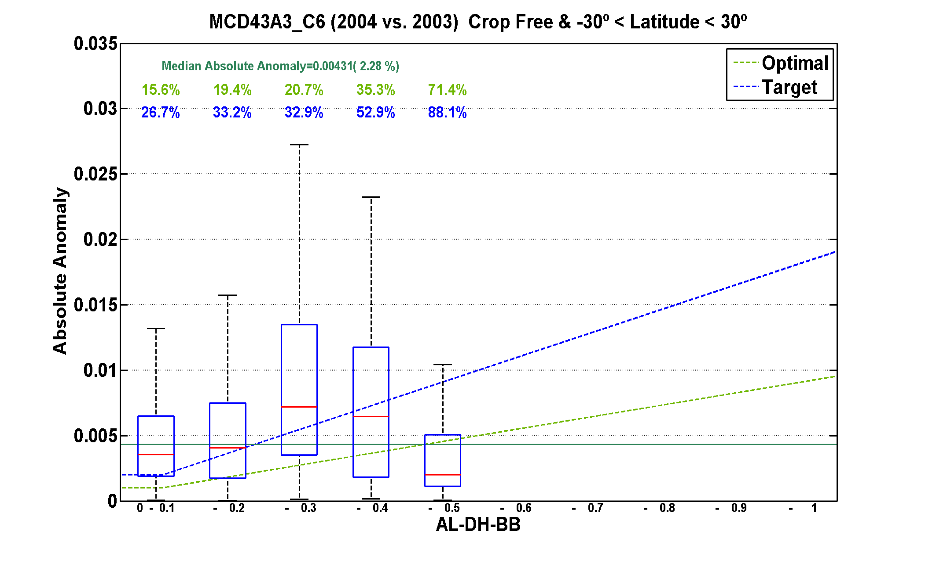 MCD43A3_C6 (2004 vs. 2003) Crop Free & -30º < Latitude < 30º
0.035
Median Absolute Anomaly=0.00431( 2.28 %)
15.6% 19.4% 20.7% 35.3% 71.4%
26.7% 33.2% 32.9% 52.9% 88.1%
Optimal
Target
0.03
0.025
0.02
0.015
0.01
0.005
0
Absolute Anomaly
0 - 0.1 - 0.2 - 0.3 - 0.4 - 0.5 - 0.6 - 0.7 - 0.8 - 0.9 - 1
AL-DH-BB